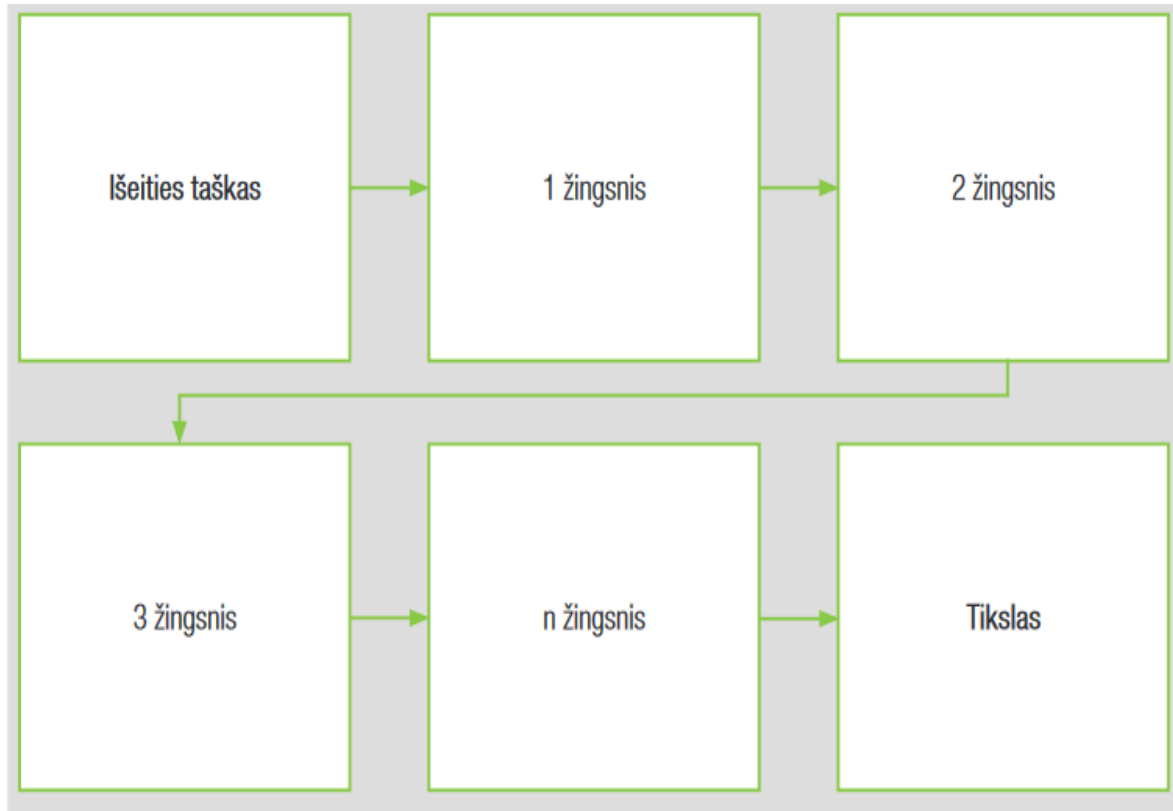 Išeities taškas
1 žingsnis
2 žingsnis
3 žingsnis
n žingsnis
Tikslas